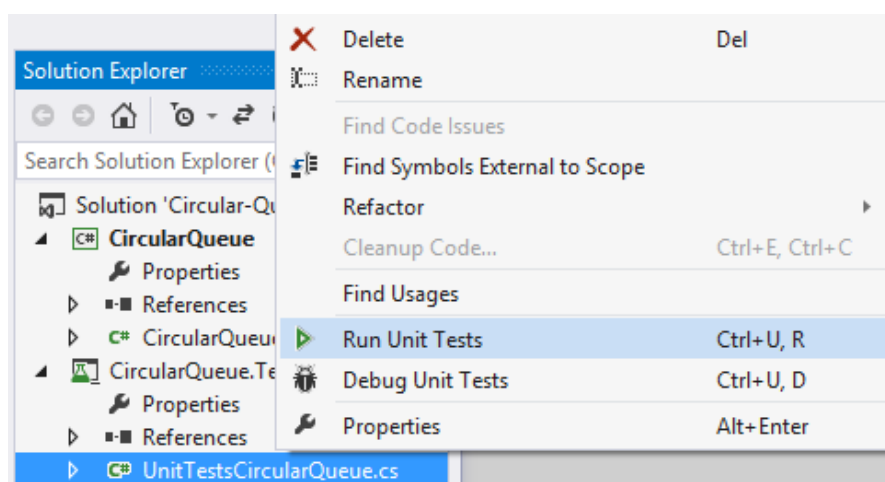 Delete Del
Solution Explorer
Rename
Find Code Issues
Search Solution Explorer (
Find Symbols External to Scope
Solution 'Circular-Qu
Refactor
C# CircularQueue
Cleanup Code... Ctrl+E, Ctrl+C
Properties
Find Usages
References
C# CircularQueu
Run Unit Tests Ctrl+U, R
CircularQueue.Te
Debug Unit Tests Ctrl+U, D
Properties
Properties Alt+Enter
References
C# UnitTestsCircularQueue.cs